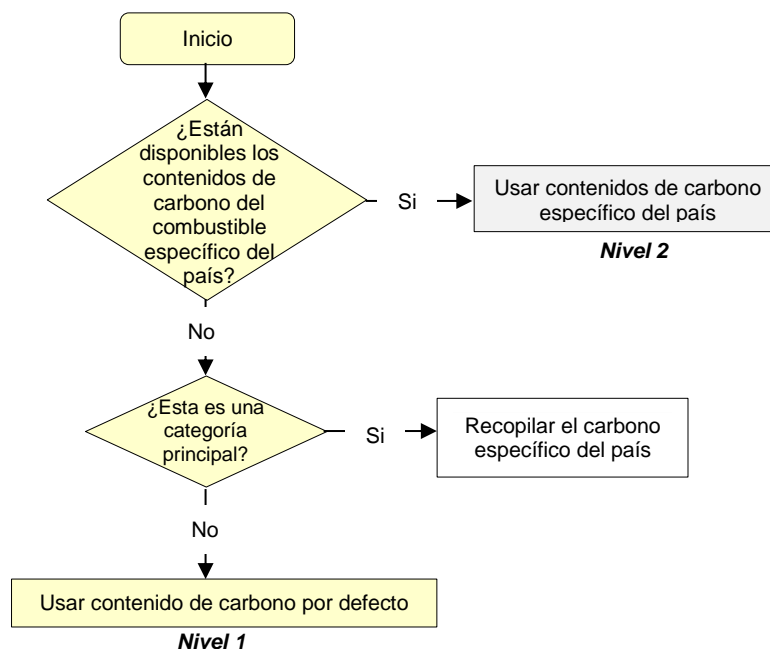 Inicio
¿Están
disponibles los
contenidos de
carbono del
combustible
específico del
país?
Si
Usar contenidos de carbono
específico del país
Nivel 2
No
¿Esta es una
categoría
principal?
Si
Recopilar el carbono
específico del país
No
Usar contenido de carbono por defecto
Nivel 1